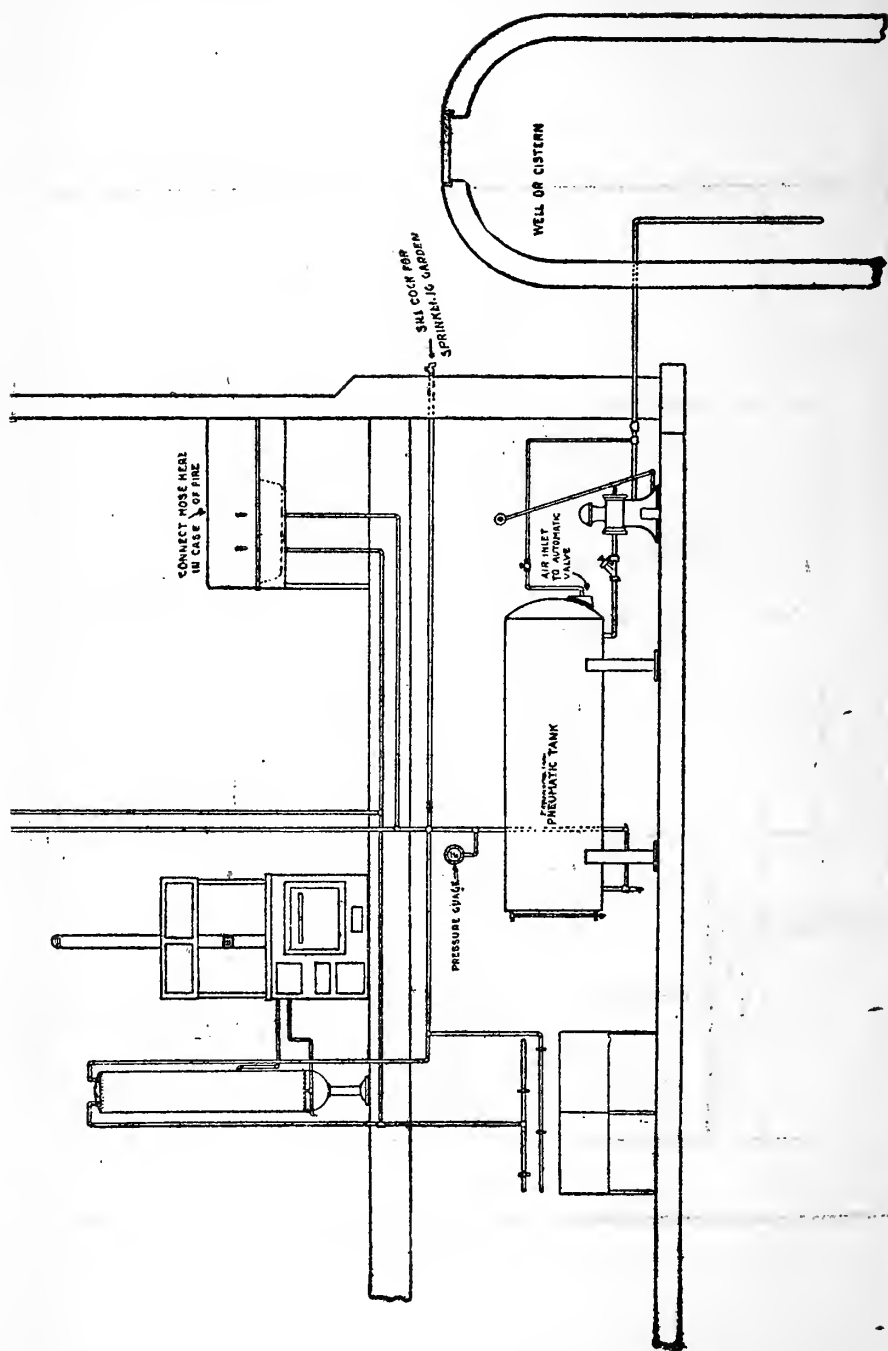 CONNECT HOSE HERE
IN CASE OF FIRE
SILL COCK FOR
SPRINKLING GARDEN
WELL OR CISTERN
AIR INLET
TO AUTOMATIC
VALVE
PRESSURE GUAGE
PNEUMATIC TANK